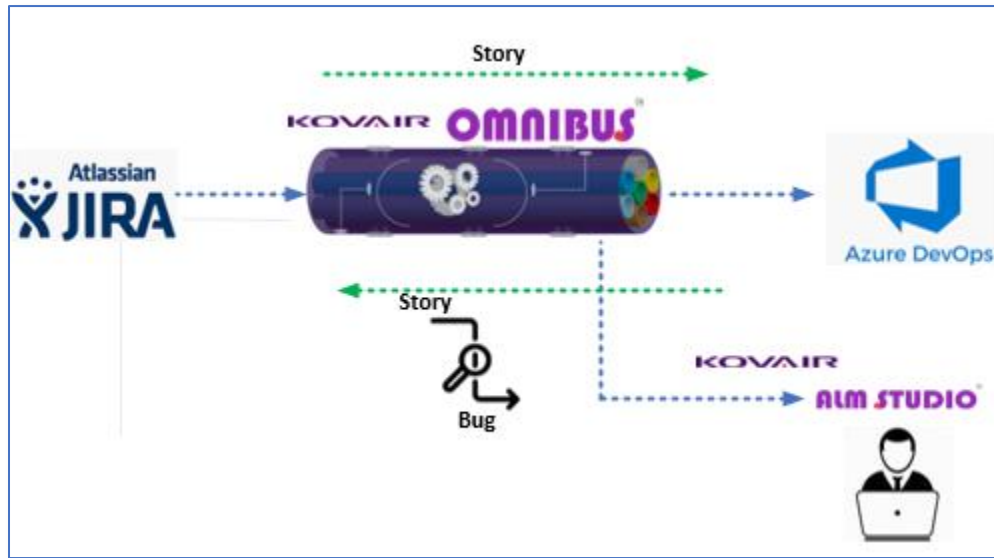 Story
KOVAIR OMNIBUS
Atlassian
JIRA
Azure DevOps
Story
Bug
KOVAIR
ALM STUDIO